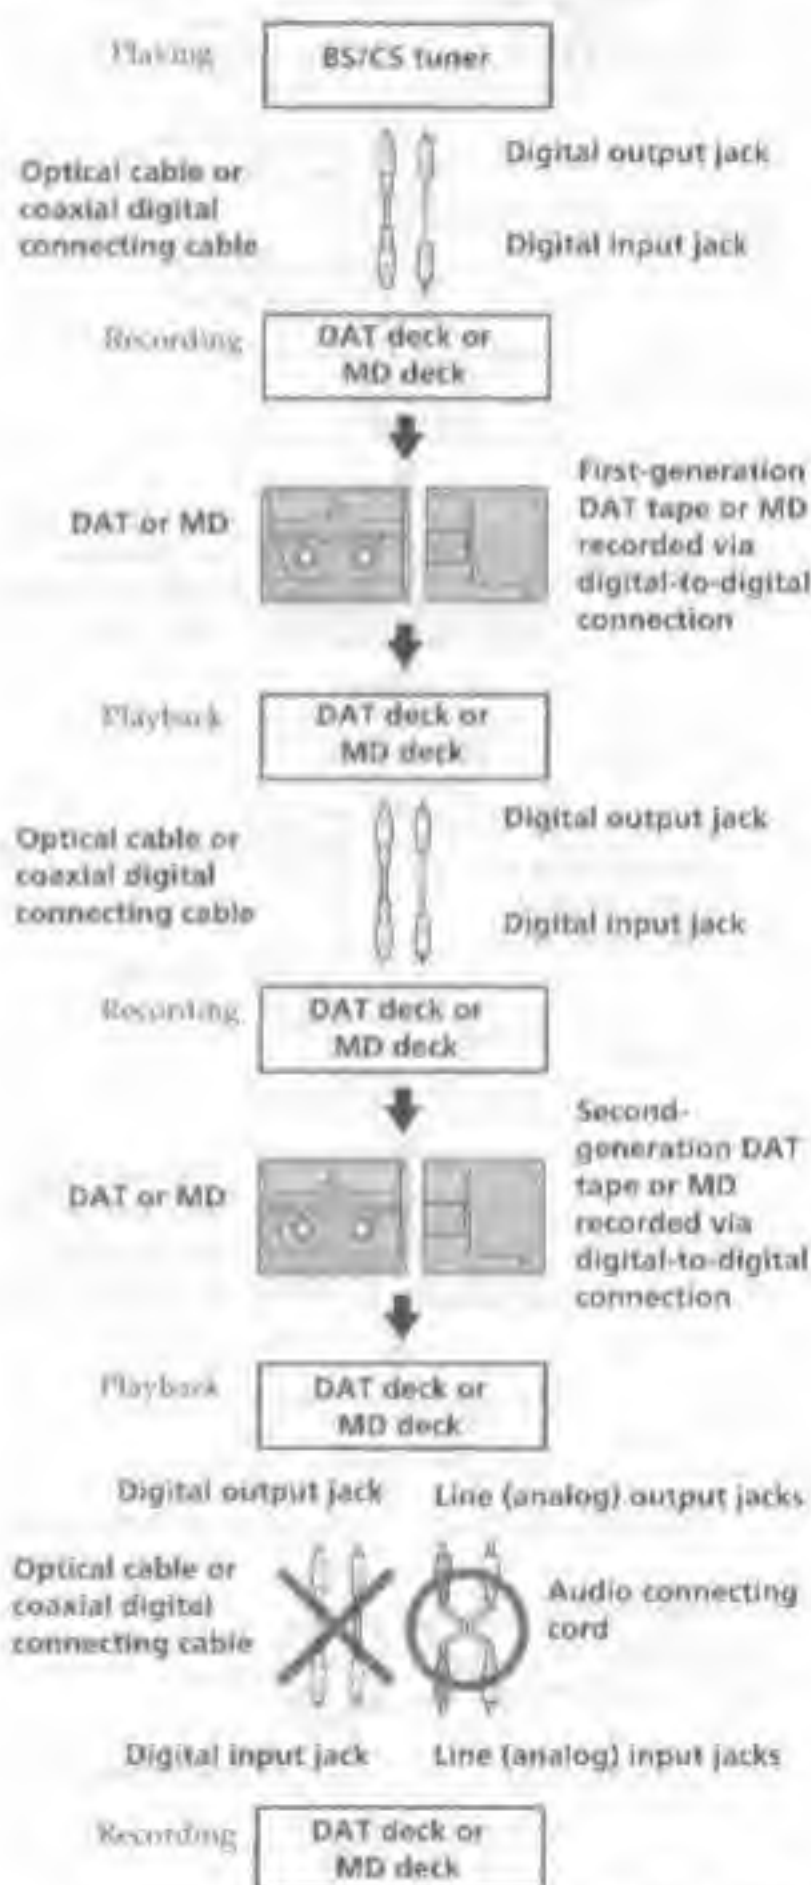 Playing
BS/CS tuner
Optical cable or
coaxial digital
connecting cable
Digital output jack
Digital input jack
Recording
DAT deck or
MD deck
DAT or MD
First-generation
DAT tape or MD
recorded via
digital-to-digital
connection
Playback
DAT deck or
MD deck
Optical cable or
coaxial digital
connecting cable
Digital output jack
Digital input jack
Recording
DAT deck or
MD deck
DAT or MD
Second-
generation DAT
tape or MD
recorded via
digital-to-digital
connection
Playback
DAT deck or
MD deck
Digital output jack
Line (analog) output jacks
Optical cable or
coaxial digital
connecting cable
Audio connecting
cord
Digital input jack
Line (analog) input jacks
Recording
DAT deck or
MD deck